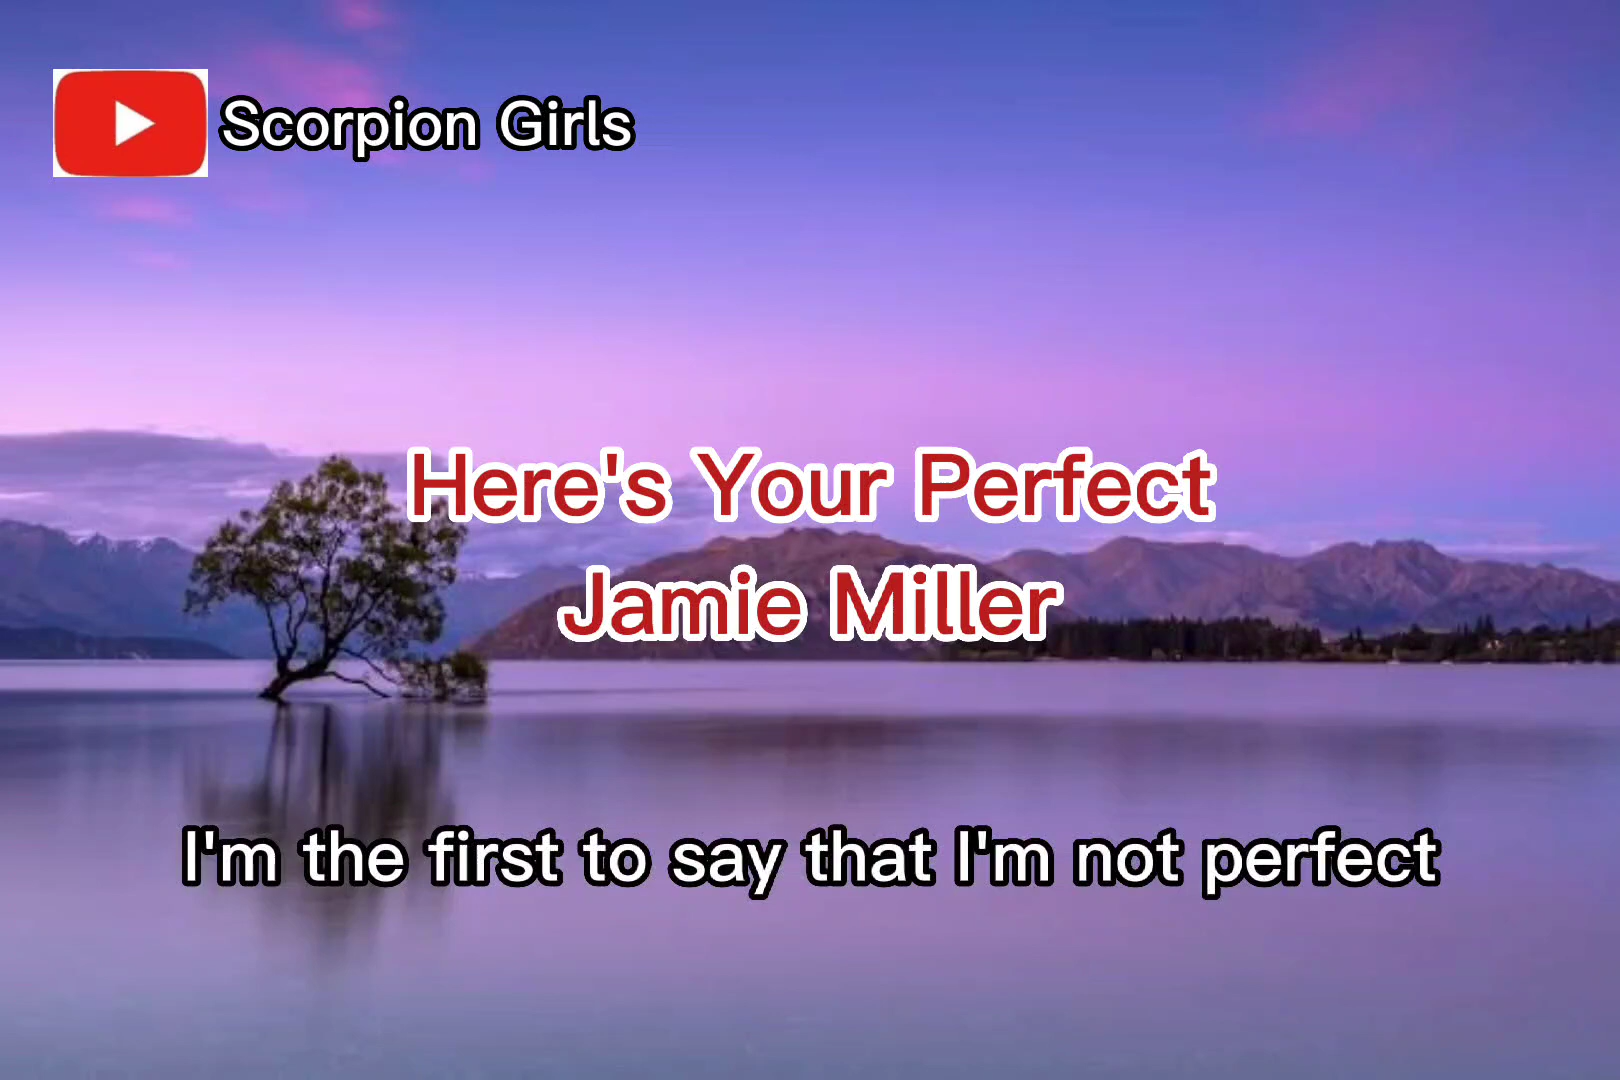 Scorpion Girls
Here's Your Perfect
Jamie Miller
I'm the first to say that I'm not perfect